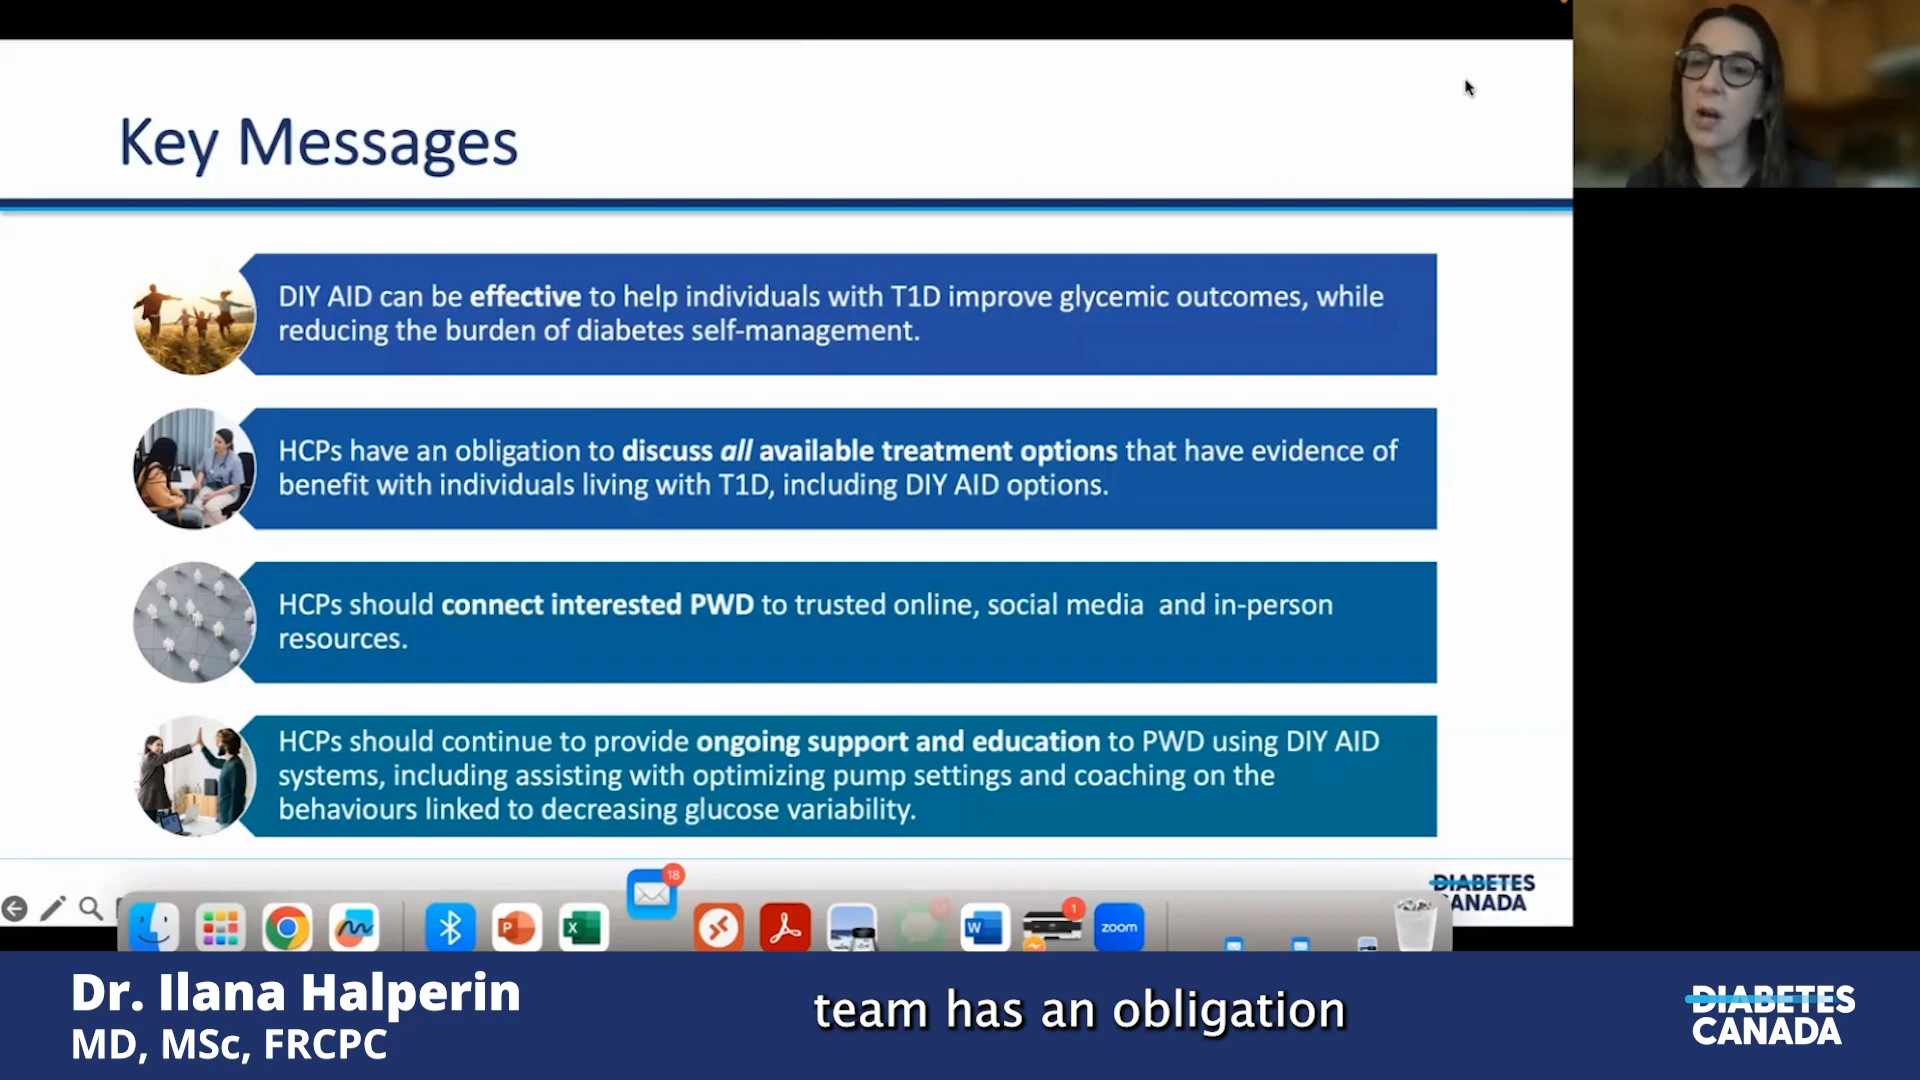 Key Messages
DIY AID can be effective to help individuals with T1D improve glycemic outcomes, while
reducing the burden of diabetes self-management.
HCPs have an obligation to discuss all available treatment options that have evidence of
benefit with individuals living with T1D, including DIY AID options.
HCPs should connect interested PWD to trusted online, social media and in-person
resources.
HCPs should continue to provide ongoing support and education to PWD using DIY AID
systems, including assisting with optimizing pump settings and coaching on the
behaviours linked to decreasing glucose variability.
18
DIABETES
CANADA
P
X
W
1
zoom
Dr. Ilana Halperin
MD, MSc, FRCPC
team has an obligation
DIABETES
CANADA